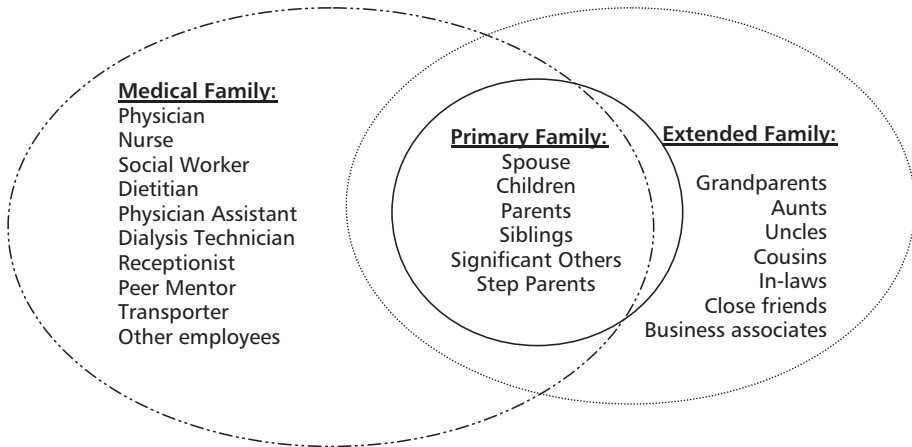 Medical Family:
Physician
Nurse
Social Worker
Dietitian
Physician Assistant
Dialysis Technician
Receptionist
Peer Mentor
Transporter
Other employees
Primary Family:
Spouse
Children
Parents
Siblings
Significant Others
Step Parents
Extended Family:
Grandparents
Aunts
Uncles
Cousins
In-laws
Close friends
Business associates